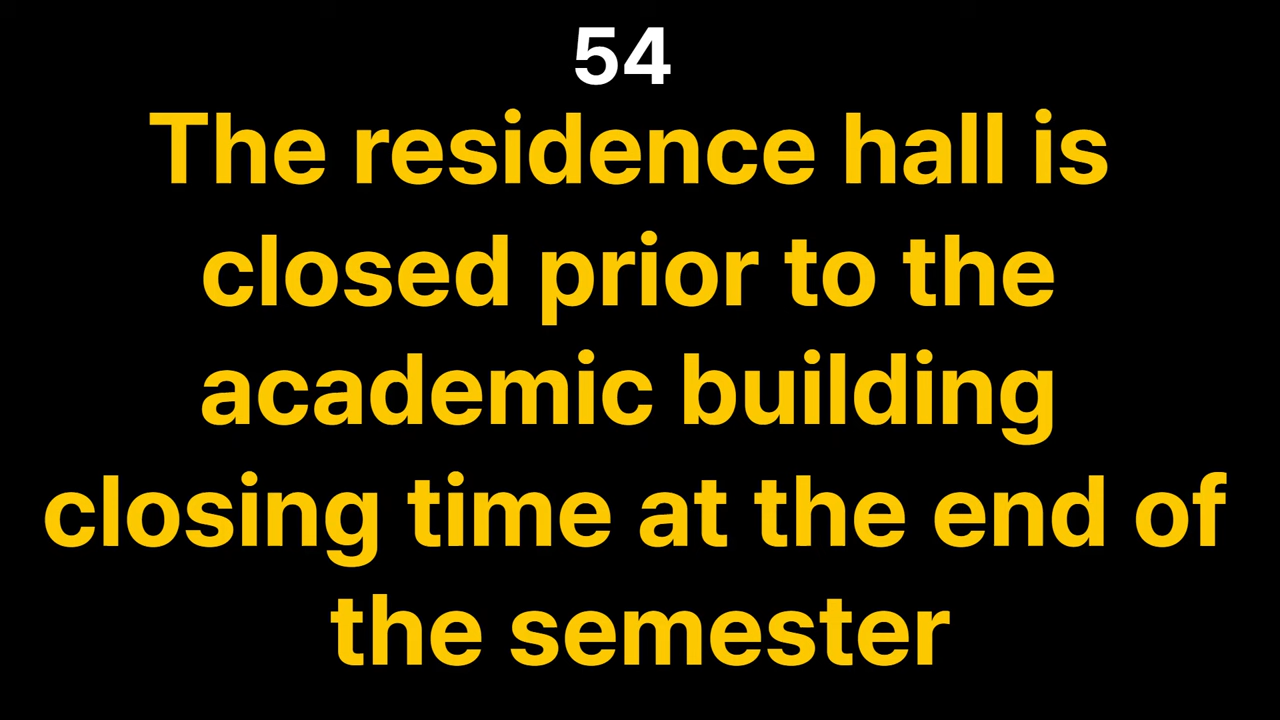 54
The residence hall is
closed prior to the
academic building
closing time at the end of
the semester